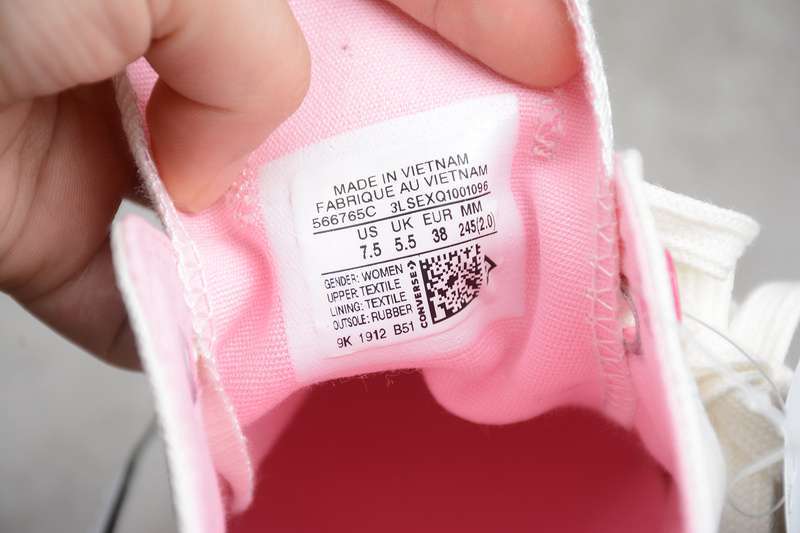 MADE IN VIETNAM
FABRIQUE AU VIETNAM
566765C 3LSEXQ1001096
US UK EUR MM
7.5 5.5 38 245(2.0)
GENDER: WOMEN
UPPER: TEXTILE
LINING: TEXTILE
OUTSOLE: RUBBER
CONVERSE
9K 1912 B51